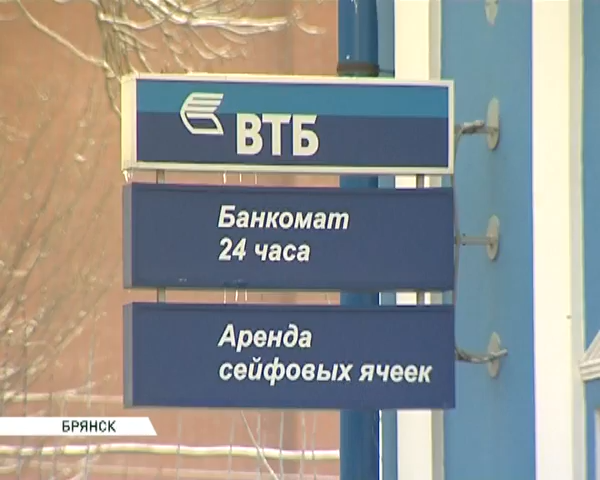 ВТБ
Банкомат
24 часа
Аренда
сейфовых ячеек
БРЯНСК